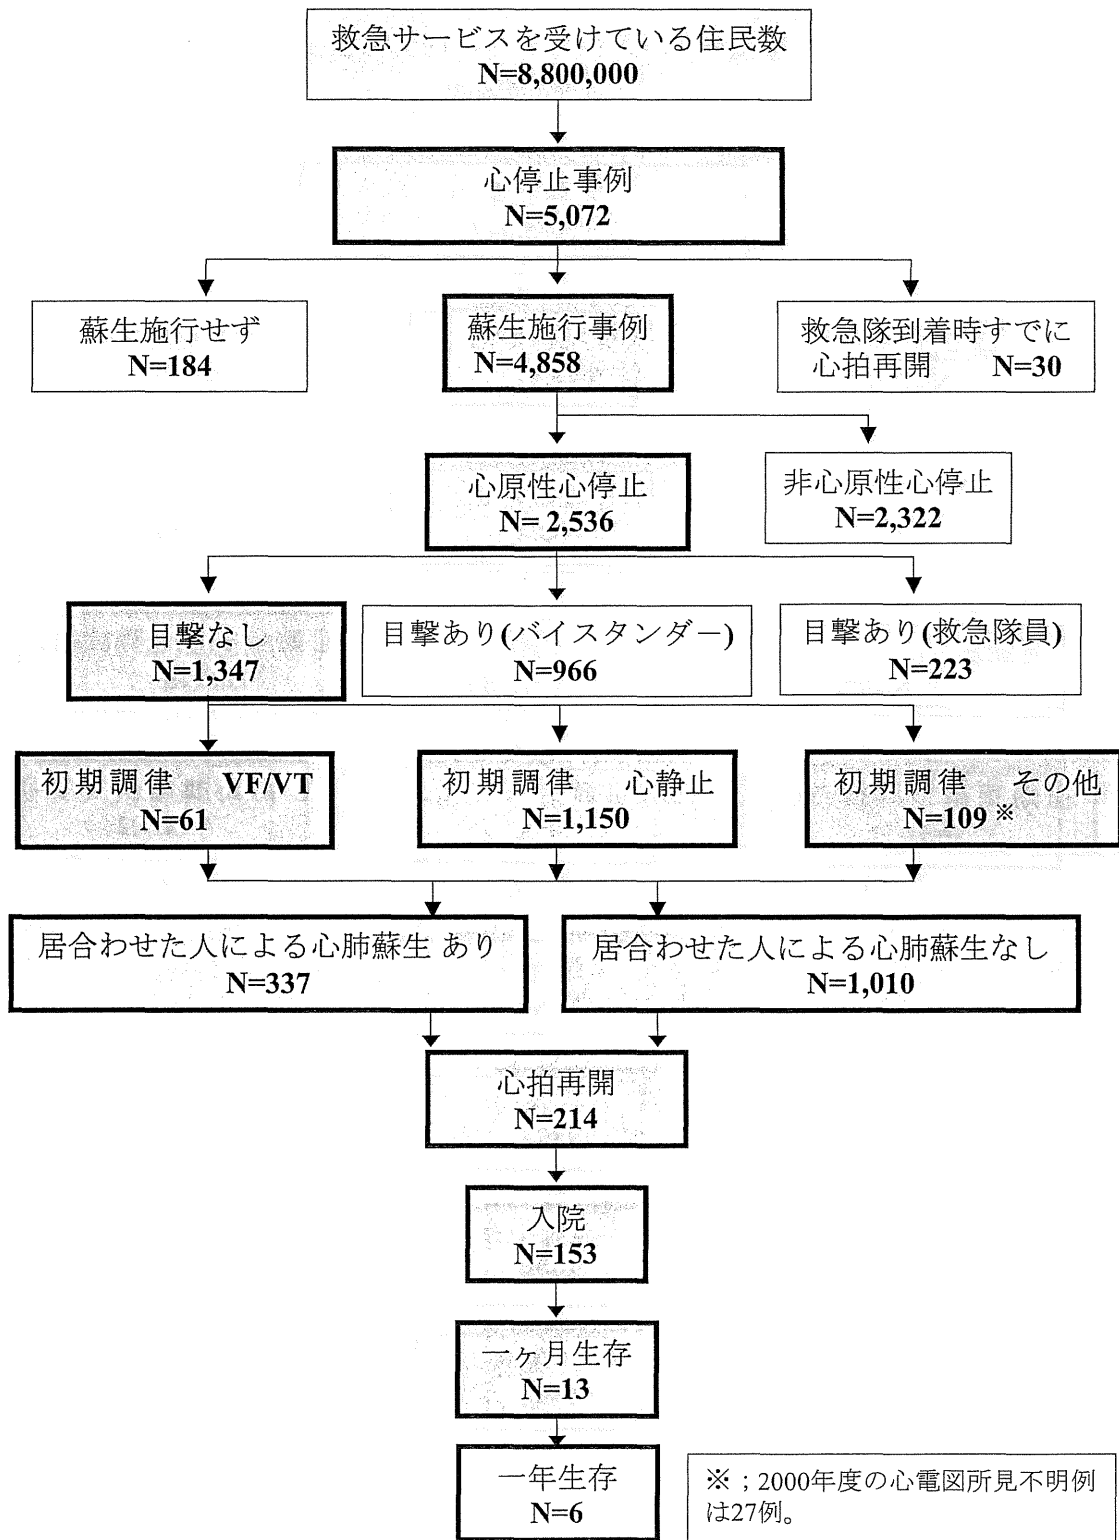 救急サービスを受けている住民数
N=8,800,000
心停止事例
N=5,072
蘇生施行せず
N=184
蘇生施行事例
N=4,858
救急隊到着時すでに
心拍再開 N=30
心原性心停止
N= 2,536
非心原性心停止
N=2,322
目撃なし
N=1,347
目撃あり(バイスタンダー)
N=966
目撃あり(救急隊員)
N=223
初期調律 VF/VT
N=61
初期調律 心静止
N=1,150
初期調律 その他
N=109 ※
居合わせた人による心肺蘇生 あり
N=337
居合わせた人による心肺蘇生なし
N=1,010
心拍再開
N=214
入院
N=153
一ヶ月生存
N=13
一年生存
N=6
※；2000年度の心電図所見不明例
は27例。